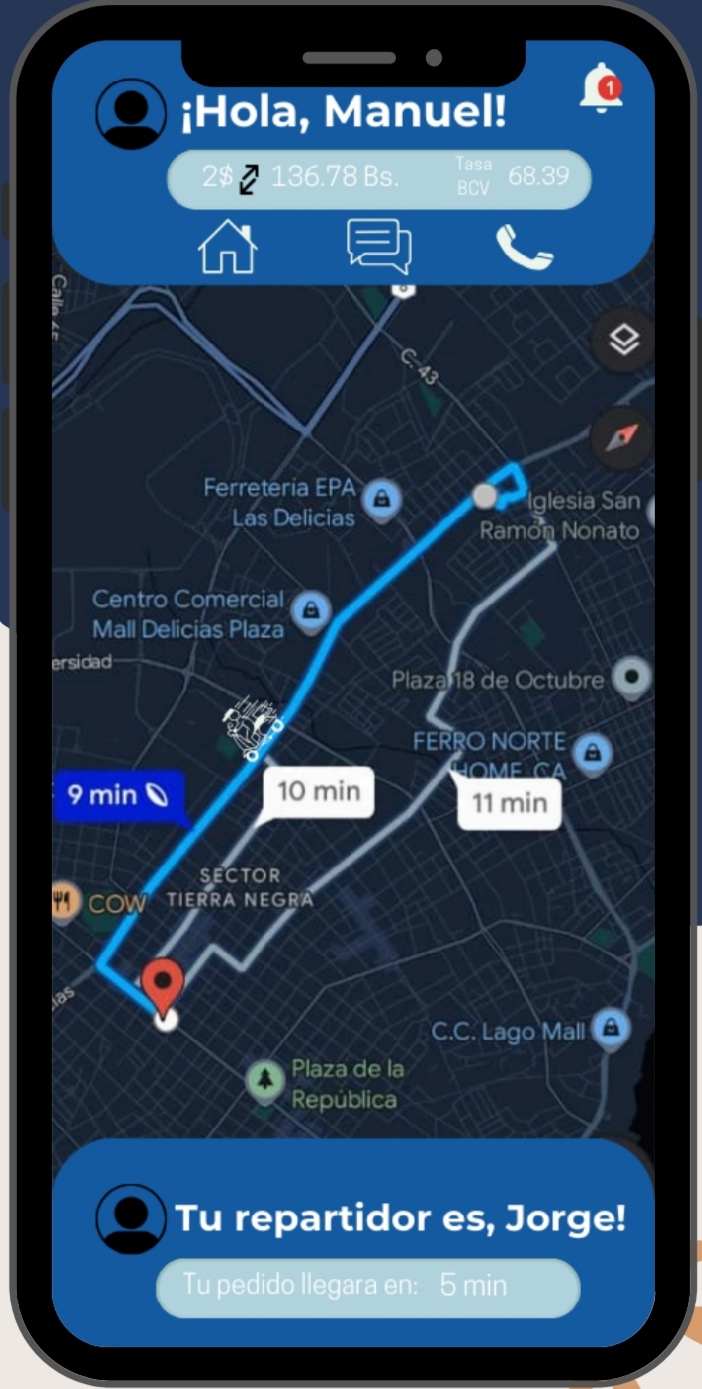 ¡Hola, Manuel!
1
2$ 136.78 Bs. Tasa BCV 68.39
Calle 45
C. 43
Ferretería EPA
Las Delicias
Iglesia San
Ramón Nonato
Centro Comercial
Mall Delicias Plaza
ersidad
Plaza 18 de Octubre
FERRO NORTE
HOME, CA
9 min
10 min
11 min
SECTOR
TIERRA NEGRA
COW
ias
C.C. Lago Mall
Plaza de la
República
Tu repartidor es, Jorge!
Tu pedido llegara en: 5 min